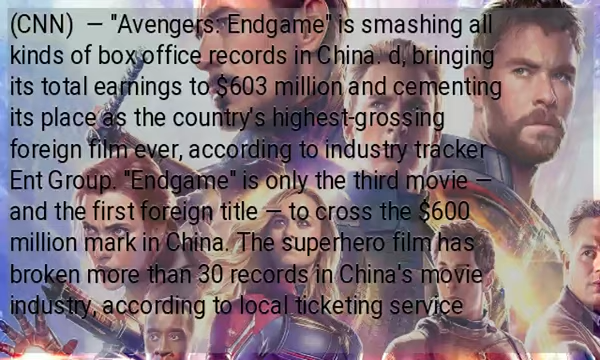 (CNN) — "Avengers: Endgame" is smashing all
kinds of box office records in China. d, bringing
its total earnings to $603 million and cementing
its place as the country's highest-grossing
foreign film ever, according to industry tracker
Ent Group. "Endgame" is only the third movie —
and the first foreign title — to cross the $600
million mark in China. The superhero film has
broken more than 30 records in China's movie
industry, according to local ticketing service